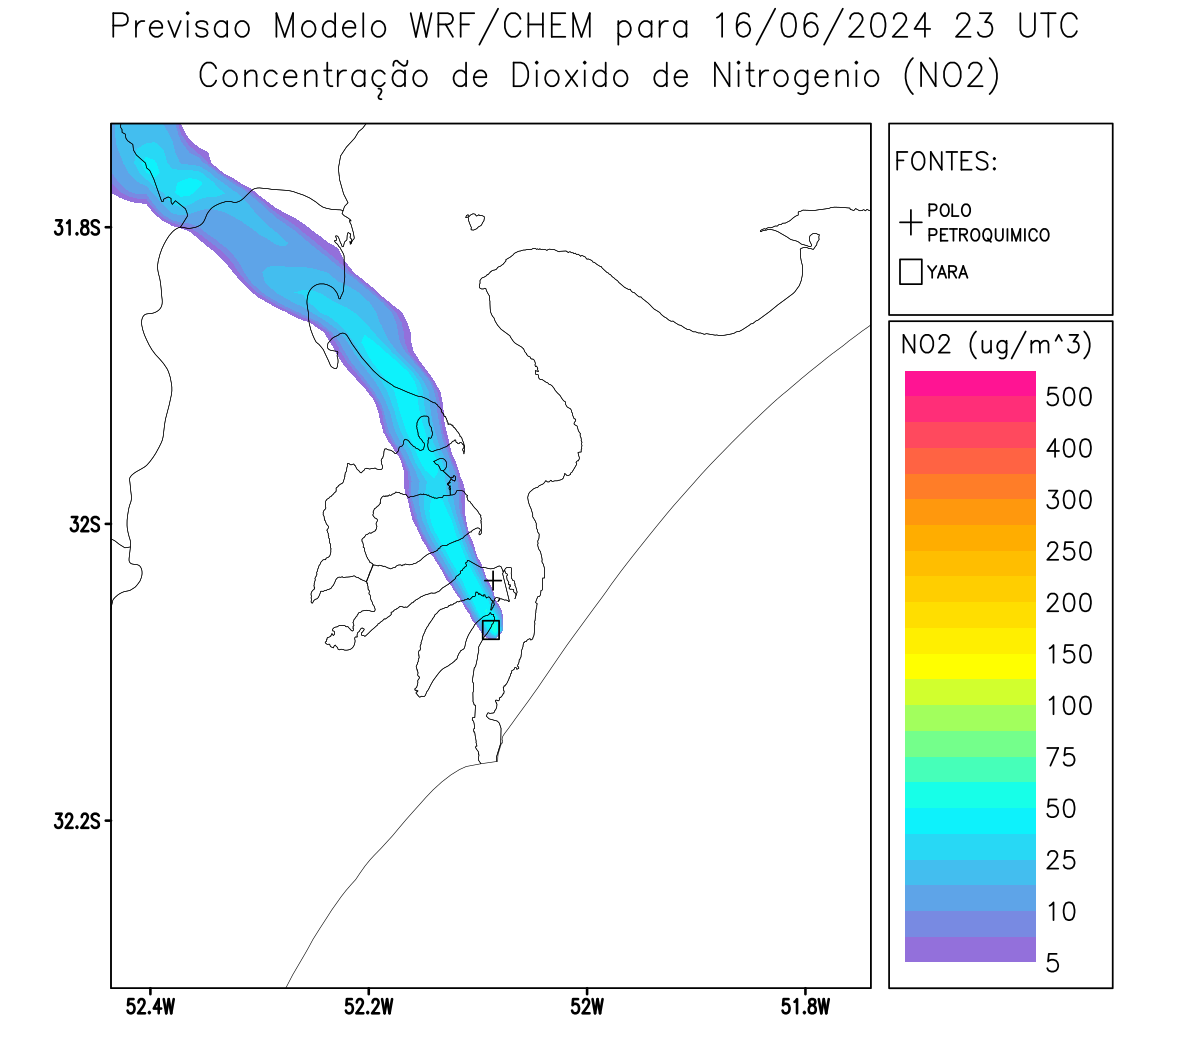 Previsao Modelo WRF/CHEM para 16/06/2024 23 UTC
Concentração de Dioxido de Nitrogenio (NO2)
FONTES:
POLO
PETROQUIMICO
YARA
NO2 (ug/m^3)
500
400
300
250
200
150
100
75
50
25
10
5
31.8S
32S
32.2S
52.4W
52.2W
52W
51.8W